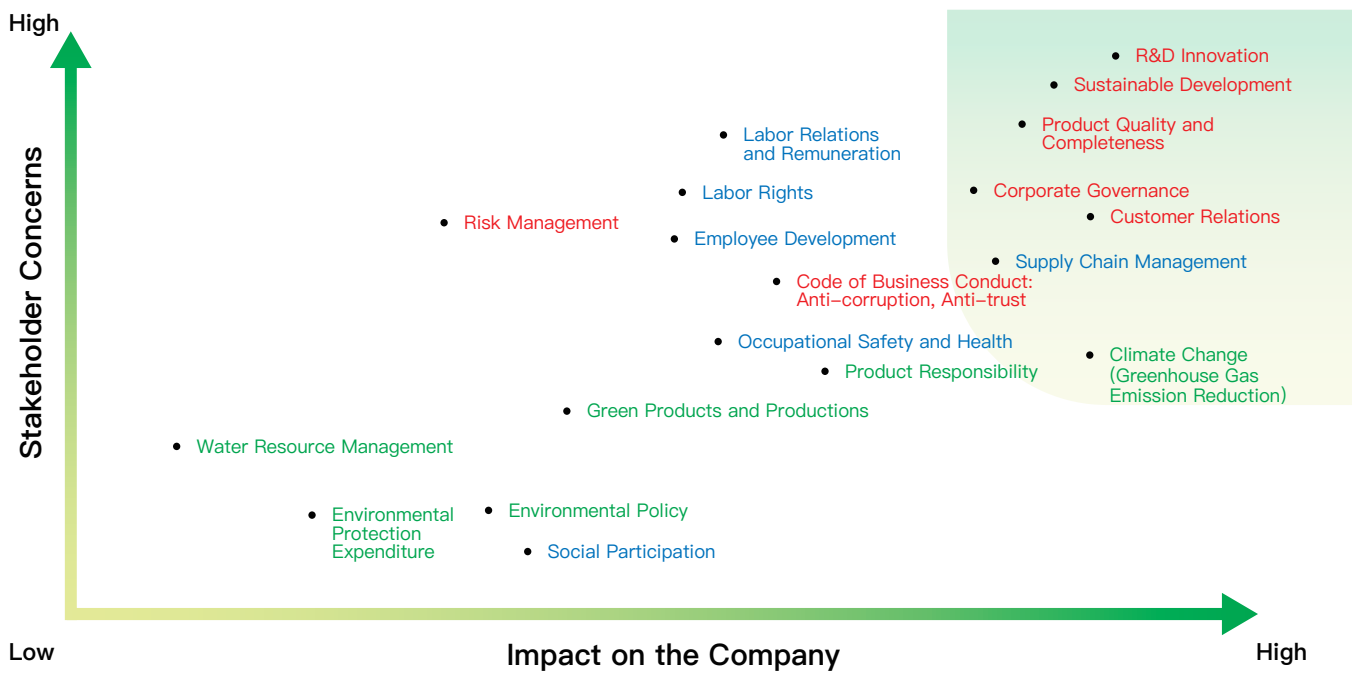 High
R&D Innovation
Sustainable Development
Product Quality and
Completeness
Labor Relations
and Remuneration
Labor Rights
Corporate Governance
Risk Management
Customer Relations
Employee Development
Supply Chain Management
Code of Business Conduct:
Anti-corruption, Anti-trust
Occupational Safety and Health
Climate Change
(Greenhouse Gas
Emission Reduction)
Product Responsibility
Green Products and Productions
Water Resource Management
Environmental
Protection
Expenditure
Environmental Policy
Social Participation
Stakeholder Concerns
Low
Impact on the Company
High